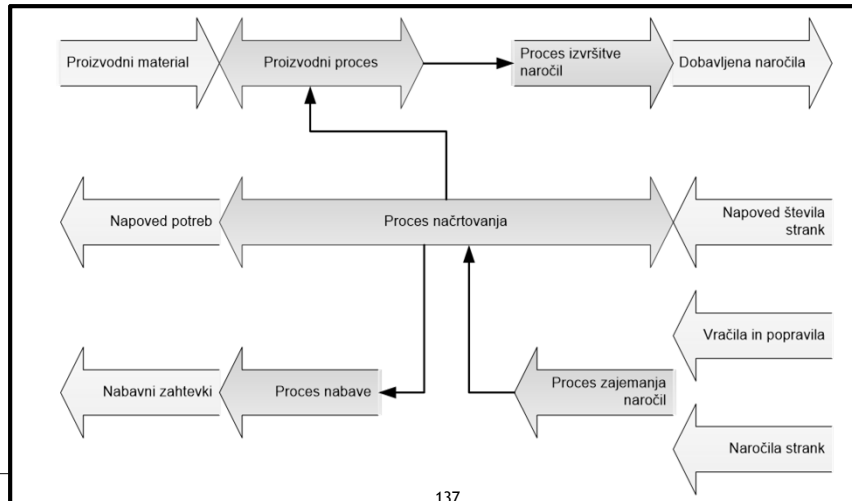 Proizvodni material
Proizvodni proces
Proces izvršitve
naročil
Dobavljena naročila
Napoved potreb
Proces načrtovanja
Napoved števila
strank
Vračila in popravila
Nabavni zahtevki
Proces nabave
Proces zajemanja
naročil
Naročila strank
137